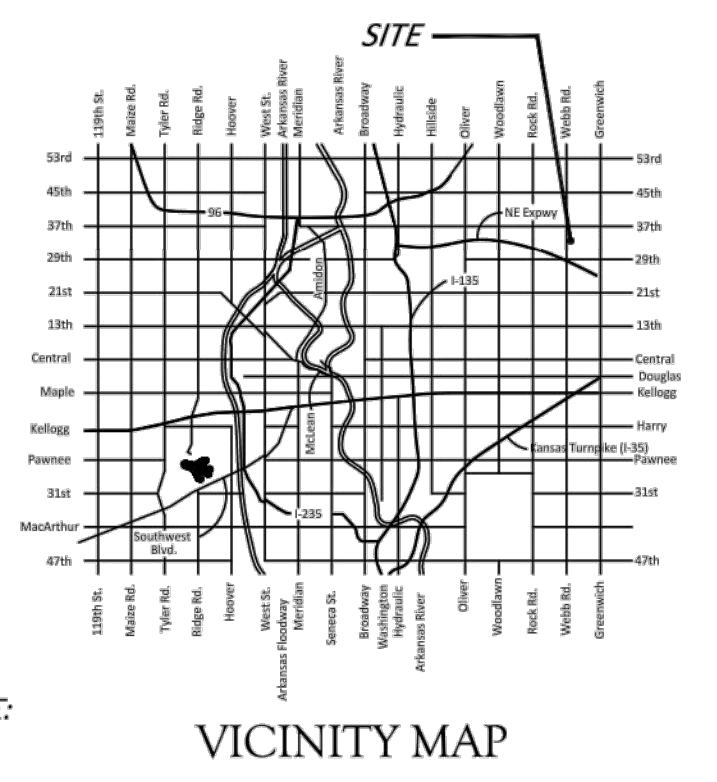 SITE
119th St.
Maize Rd.
Tyler Rd.
Ridge Rd.
Hoover
West St.
Arkansas River
Meridian
Arkansas River
Broadway
Hydraulic
Hillside
Oliver
Woodlawn
Rock Rd.
Webb Rd.
Greenwich
53rd
53rd
45th
45th
96
NE Expwy
37th
37th
29th
29th
Amidon
I-135
21st
21st
13th
13th
Central
Central
Douglas
Maple
Kellogg
Kellogg
McLean
Harry
Kansas Turnpike (I-35)
Pawnee
Pawnee
31st
31st
I-235
MacArthur
Southwest
Blvd.
47th
47th
119th St.
Maize Rd.
Tyler Rd.
Ridge Rd.
Hoover
West St.
Arkansas Floodway
Meridian
Seneca St.
Broadway
Washington
Hydraulic
Arkansas River
Oliver
Woodlawn
Rock Rd.
Webb Rd.
Greenwich
VICINITY MAP